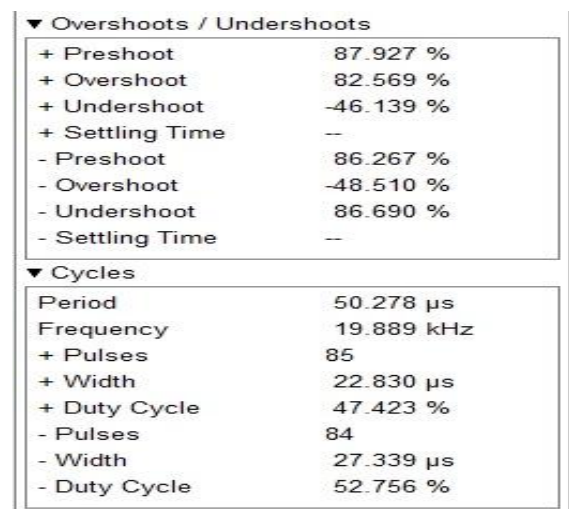 ▼ Overshoots / Undershoots
+ Preshoot 87.927 %
+ Overshoot 82.569 %
+ Undershoot -46.139 %
+ Settling Time --
- Preshoot 86.267 %
- Overshoot -48.510 %
- Undershoot 86.690 %
- Settling Time --
▼ Cycles
Period 50.278 µs
Frequency 19.889 kHz
+ Pulses 85
+ Width 22.830 µs
+ Duty Cycle 47.423 %
- Pulses 84
- Width 27.339 µs
- Duty Cycle 52.756 %